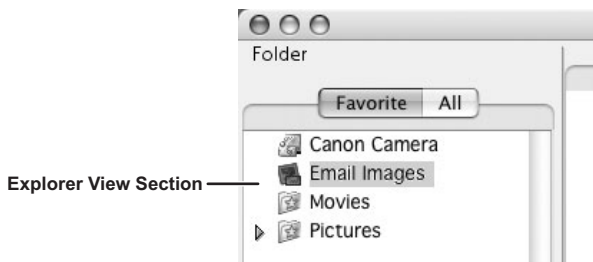 Folder
Favorite All
Canon Camera
Email Images
Explorer View Section
Movies
Pictures